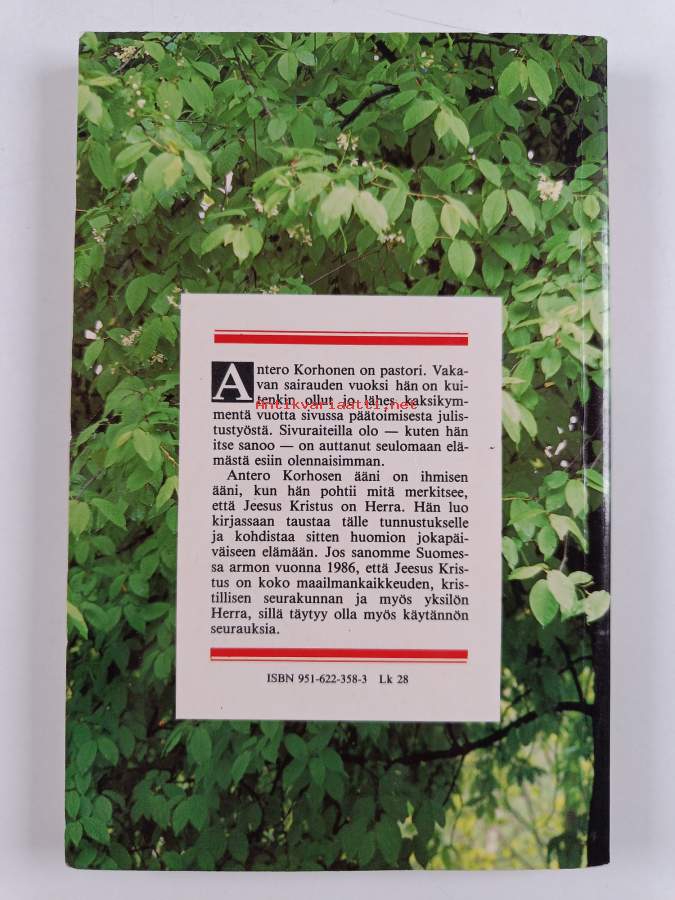 Antero Korhonen on pastori. Vaka-
van sairauden vuoksi hän on kui-
tenkin ollut jo lähes kaksikym-
Antikvariaatti.net
mentä vuotta sivussa päätoimisesta julis-
tustyöstä. Sivuraiteilla olo — kuten hän
itse sanoo — on auttanut seulomaan elä-
mästä esiin olennaisimman.
Antero Korhosen ääni on ihmisen
ääni, kun hän pohtii mitä merkitsee,
että Jeesus Kristus on Herra. Hän luo
kirjassaan taustaa tälle tunnustukselle
ja kohdistaa sitten huomion jokapäi-
väiseen elämään. Jos sanomme Suomes-
sa armon vuonna 1986, että Jeesus Kris-
tus on koko maailmankaikkeuden, kris-
tillisen seurakunnan ja myös yksilön
Herra, sillä täytyy olla myös käytännön
seurauksia.
ISBN 951-622-358-3 Lk 28